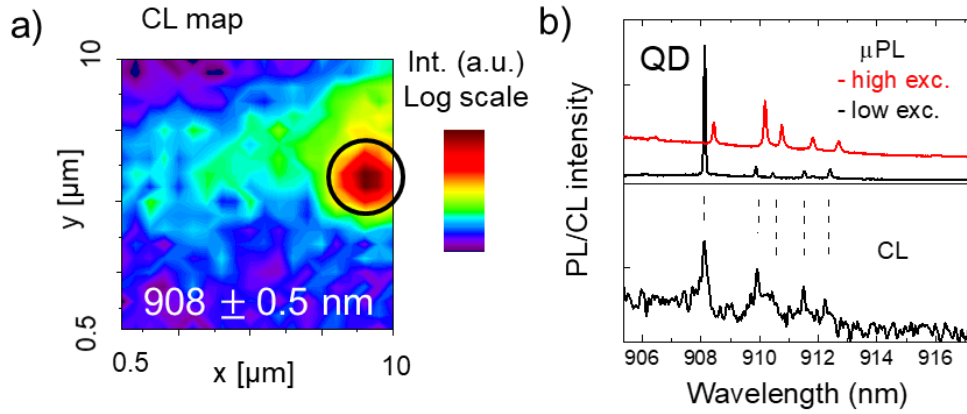 a)
CL map
Int. (a.u.)
Log scale
10
y [µm]
0.5
908 ± 0.5 nm
0.5
10
x [µm]
b)
QD
µPL
- high exc.
- low exc.
PL/CL intensity
CL
906 908 910 912 914 916
Wavelength (nm)